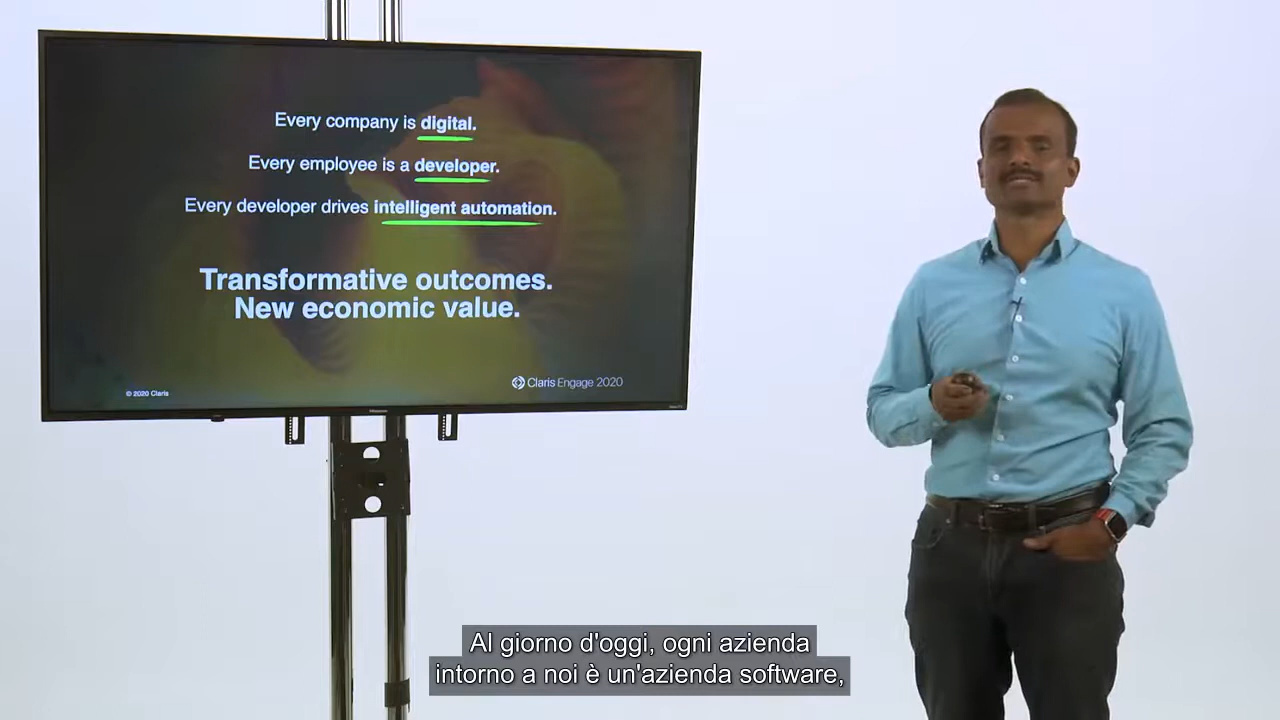 Every company is digital.
Every employee is a developer.
Every developer drives intelligent automation.
Transformative outcomes.
New economic value.
© 2020 Claris
Claris Engage 2020
Al giorno d'oggi, ogni azienda
intorno a noi è un'azienda software,